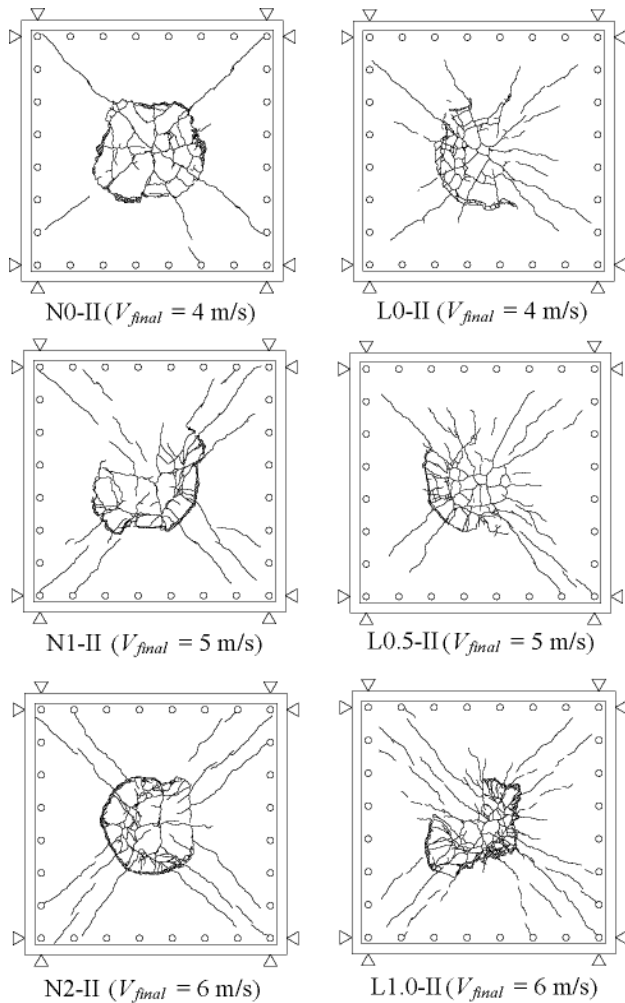 N0-II (V_final = 4 m/s)
L0-II (V_final = 4 m/s)
N1-II (V_final = 5 m/s)
L0.5-II (V_final = 5 m/s)
N2-II (V_final = 6 m/s)
L1.0-II (V_final = 6 m/s)